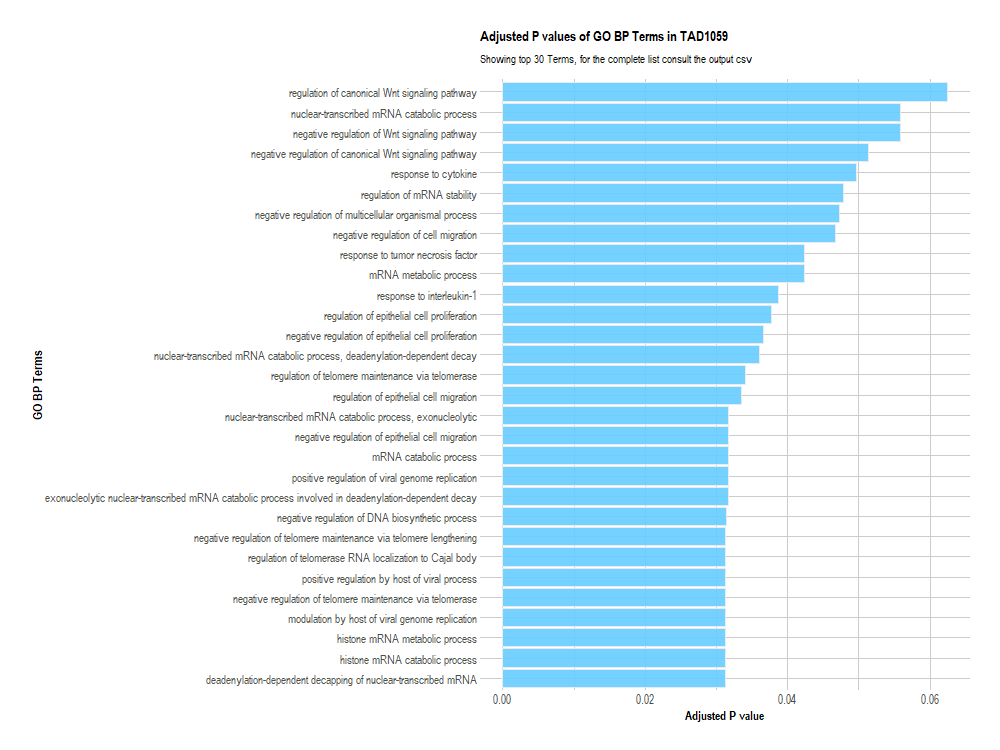 Adjusted P values of GO BP Terms in TAD1059
Showing top 30 Terms, for the complete list consult the output csv
GO BP Terms
regulation of canonical Wnt signaling pathway
nuclear-transcribed mRNA catabolic process
negative regulation of Wnt signaling pathway
negative regulation of canonical Wnt signaling pathway
response to cytokine
regulation of mRNA stability
negative regulation of multicellular organismal process
negative regulation of cell migration
response to tumor necrosis factor
mRNA metabolic process
response to interleukin-1
regulation of epithelial cell proliferation
negative regulation of epithelial cell proliferation
nuclear-transcribed mRNA catabolic process, deadenylation-dependent decay
regulation of telomere maintenance via telomerase
regulation of epithelial cell migration
nuclear-transcribed mRNA catabolic process, exonucleolytic
negative regulation of epithelial cell migration
mRNA catabolic process
positive regulation of viral genome replication
exonucleolytic nuclear-transcribed mRNA catabolic process involved in deadenylation-dependent decay
negative regulation of DNA biosynthetic process
negative regulation of telomere maintenance via telomere lengthening
regulation of telomerase RNA localization to Cajal body
positive regulation by host of viral process
negative regulation of telomere maintenance via telomerase
modulation by host of viral genome replication
histone mRNA metabolic process
histone mRNA catabolic process
deadenylation-dependent decapping of nuclear-transcribed mRNA
0.00 0.02 0.04 0.06
Adjusted P value